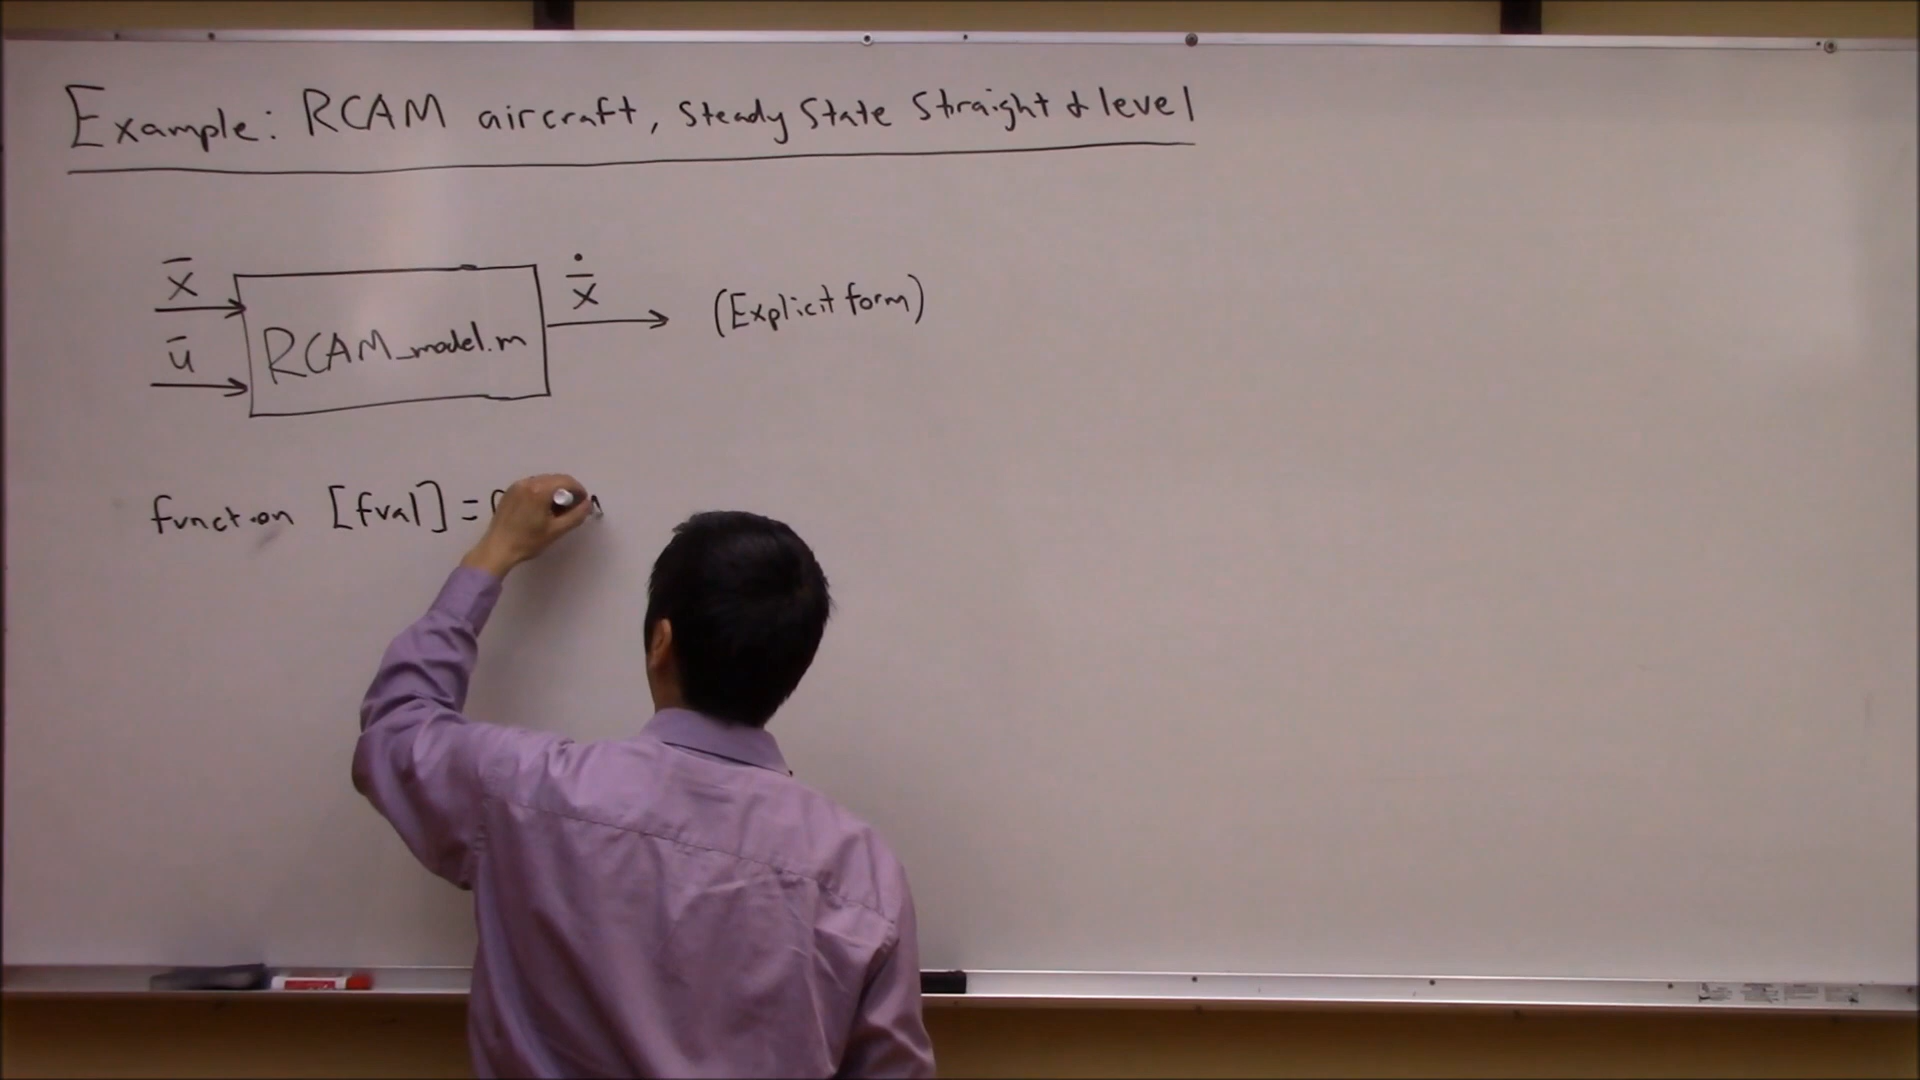 Example: RCAM aircraft, Steady State Straight & level
x̄
ū
RCAM_model.m
ẋ̄
(Explicit form)
function [fval] =